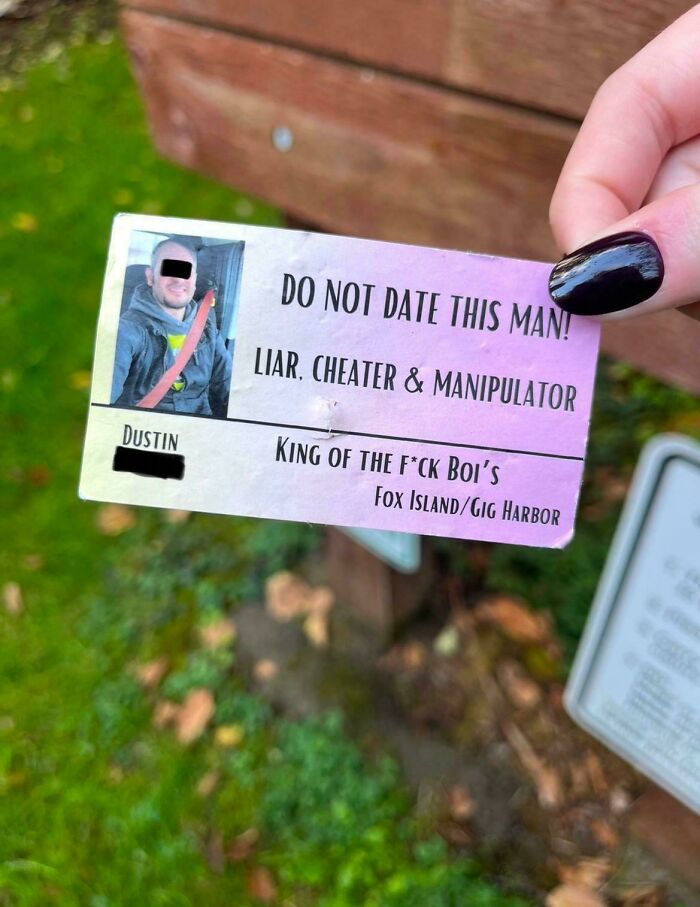 DO NOT DATE THIS MAN!
LIAR, CHEATER & MANIPULATOR
DUSTIN
KING OF THE F*CK BOI'S
FOX ISLAND/GIG HARBOR